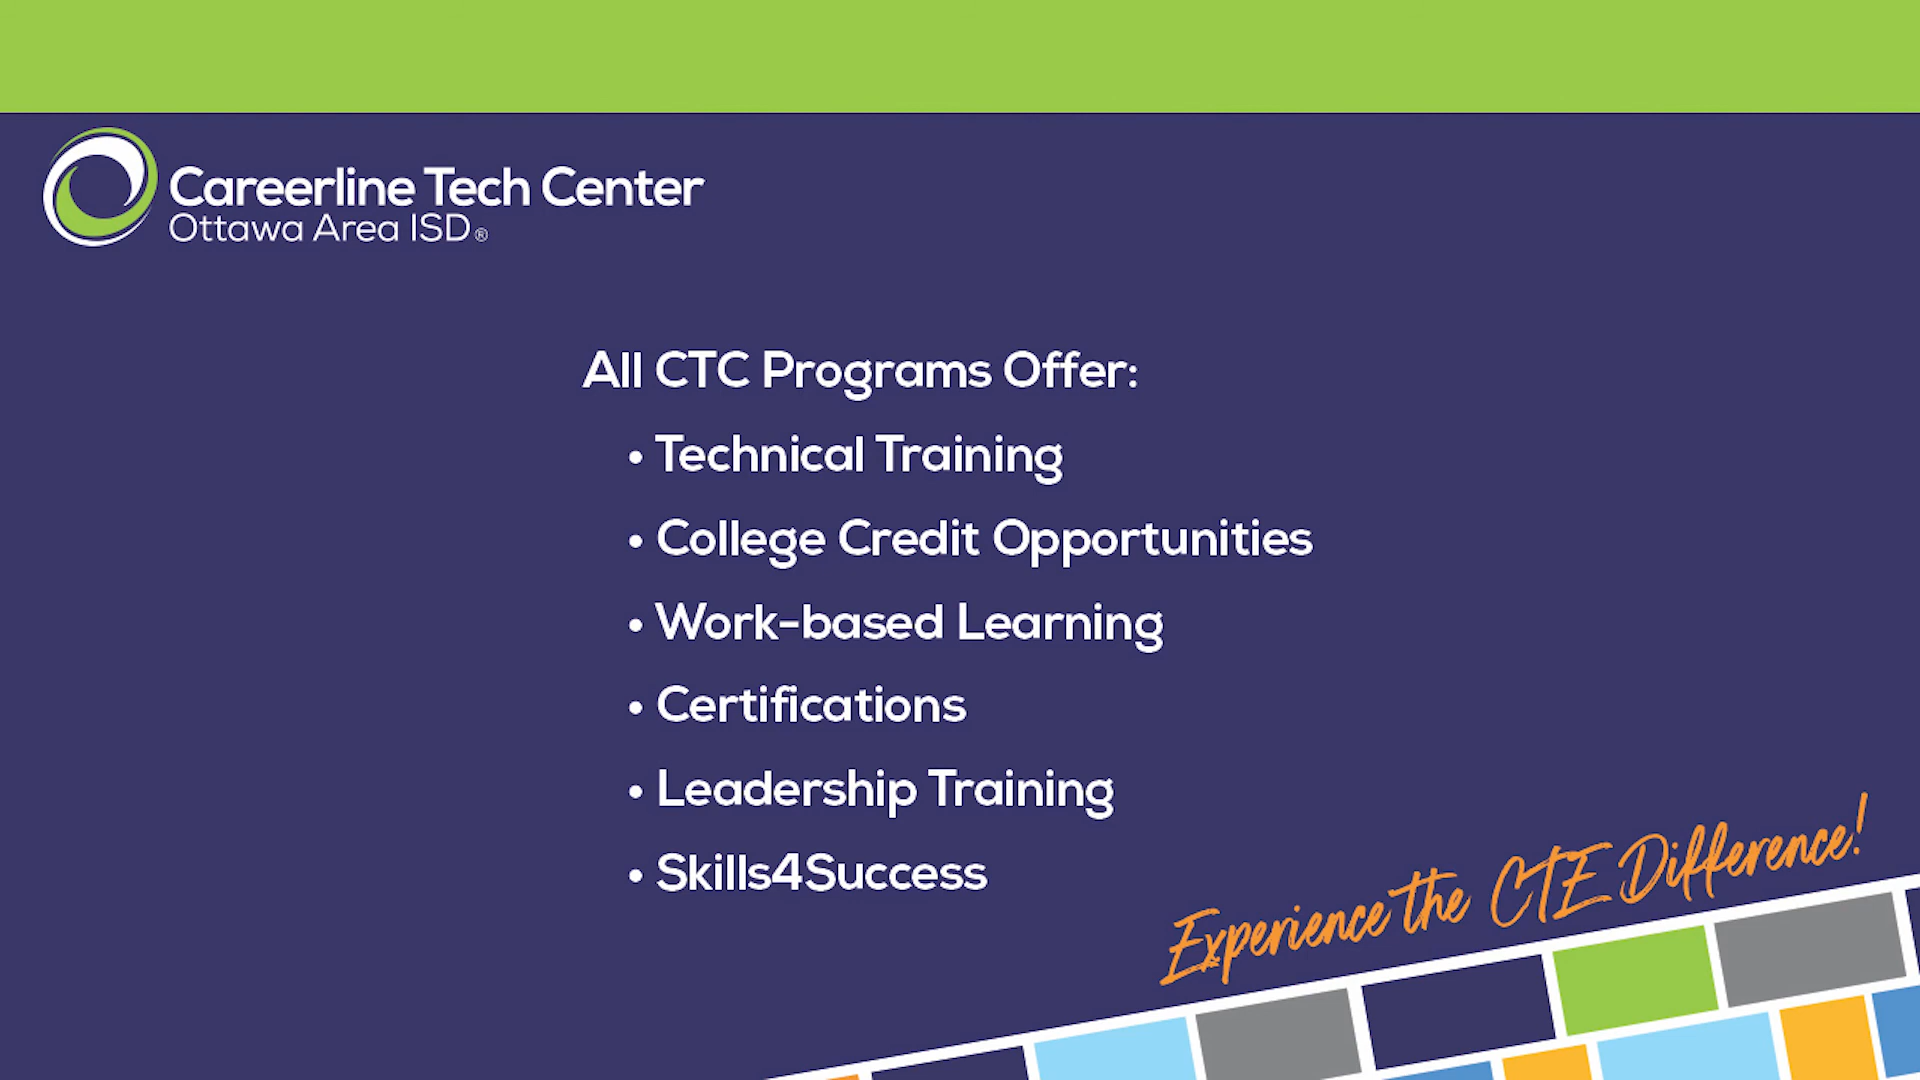 Careerline Tech Center
Ottawa Area ISD®
All CTC Programs Offer:
• Technical Training
• College Credit Opportunities
• Work-based Learning
• Certifications
• Leadership Training
• Skills4Success
Experience the CTE Difference!